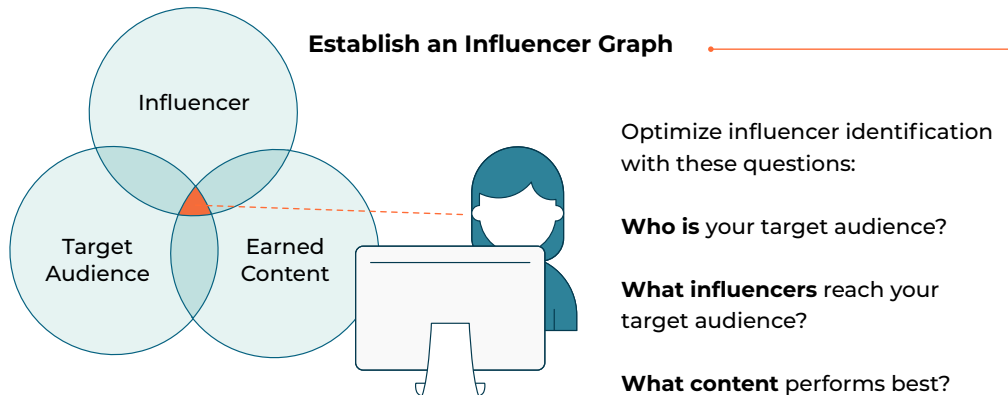 Establish an Influencer Graph
Influencer
Target
Audience
Earned
Content
Optimize influencer identification
with these questions:
Who is your target audience?
What influencers reach your
target audience?
What content performs best?